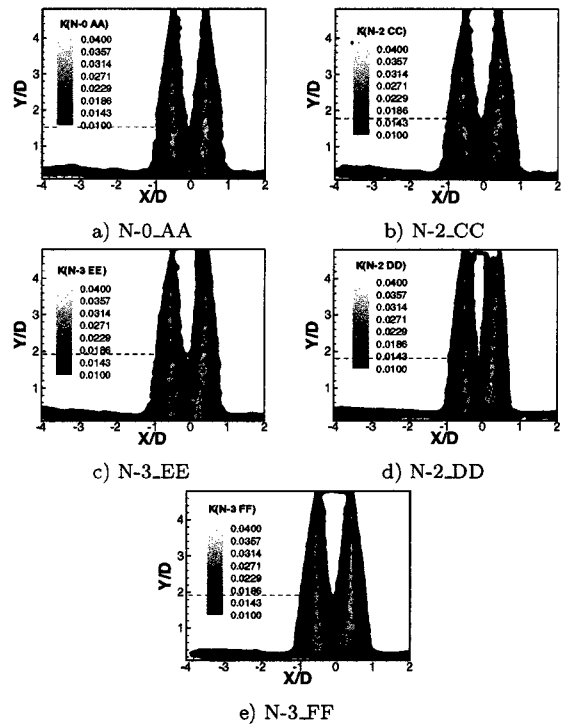 K(N-0 AA)
0.0400
0.0357
0.0314
0.0271
0.0229
0.0186
0.0143
0.0100
Y/D
4
3
2
1
-4 -3 -2 -1 0 1 2
X/D
a) N-0_AA
K(N-2 CC)
0.0400
0.0357
0.0314
0.0271
0.0229
0.0186
0.0143
0.0100
Y/D
4
3
2
1
-4 -3 -2 -1 0 1 2
X/D
b) N-2_CC
K(N-3 EE)
0.0400
0.0357
0.0314
0.0271
0.0229
0.0186
0.0143
0.0100
Y/D
4
3
2
1
-4 -3 -2 -1 0 1 2
X/D
c) N-3_EE
K(N-2 DD)
0.0400
0.0357
0.0314
0.0271
0.0229
0.0186
0.0143
0.0100
Y/D
4
3
2
1
-4 -3 -2 -1 0 1 2
X/D
d) N-2_DD
K(N-3 FF)
0.0400
0.0357
0.0314
0.0271
0.0229
0.0186
0.0143
0.0100
Y/D
4
3
2
1
-4 -3 -2 -1 0 1 2
X/D
e) N-3_FF